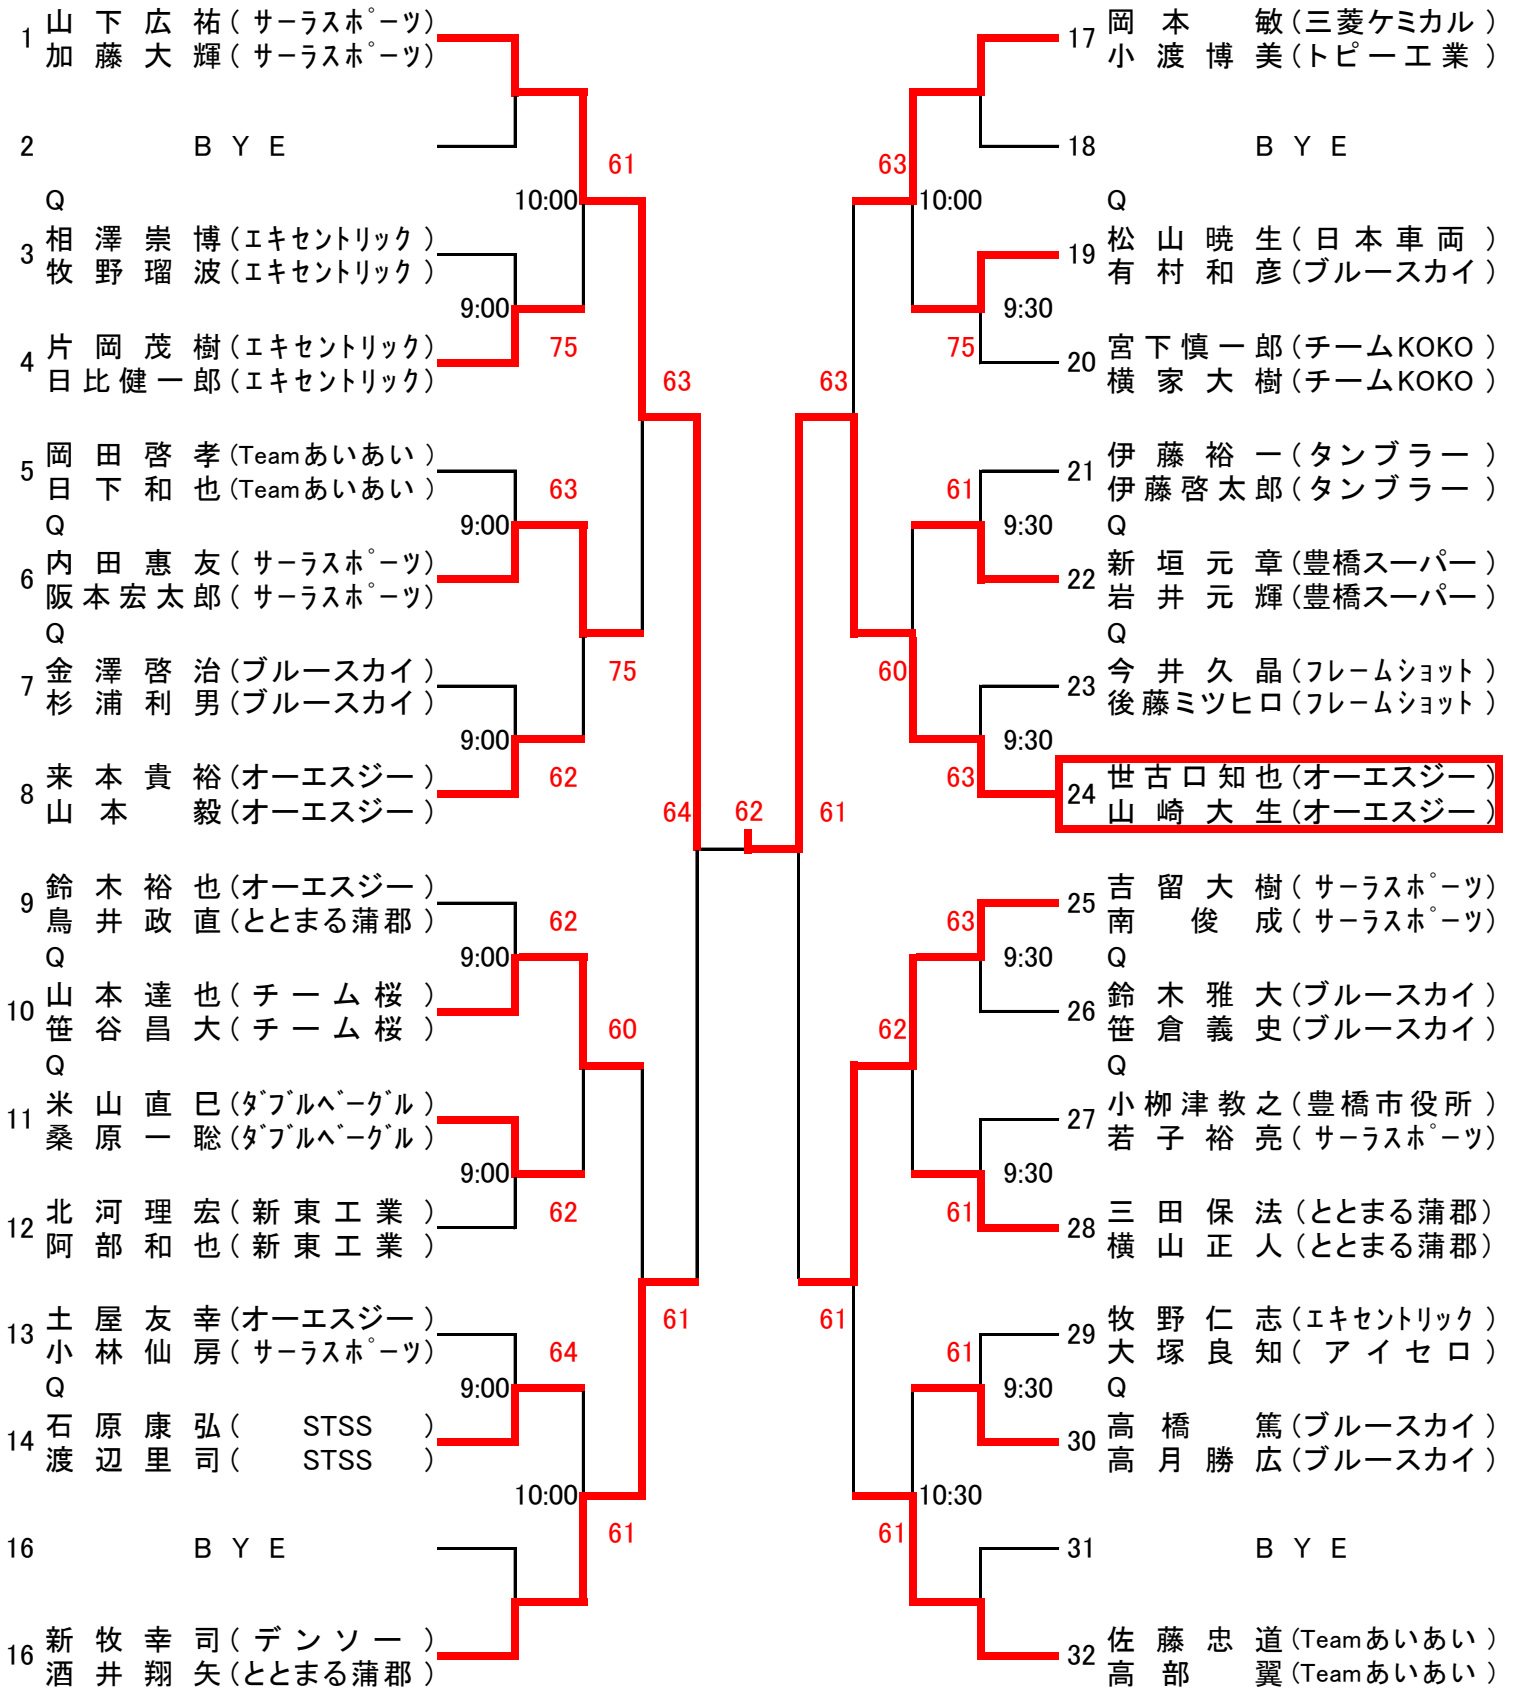 1 山下広祐(サーラスポーツ)
加藤大輝(サーラスポーツ)
2 BYE
61
Q 10:00
3 相澤崇博(エキセントリック)
牧野瑠波(エキセントリック)
9:00
4 片岡茂樹(エキセントリック)
日比健一郎(エキセントリック)
75
63
5 岡田啓孝(Teamあいあい)
日下和也(Teamあいあい)
63
Q 9:00
6 内田惠友(サーラスポーツ)
阪本宏太郎(サーラスポーツ)
Q
75
7 金澤啓治(ブルースカイ)
杉浦利男(ブルースカイ)
9:00
8 来本貴裕(オーエスジー)
山本毅(オーエスジー)
62
64 62 61
9 鈴木裕也(オーエスジー)
鳥井政直(ととまる蒲郡)
62
Q 9:00
10 山本達也(チーム桜)
笹谷昌大(チーム桜)
60
Q
11 米山直巳(ダブルベーグル)
桑原一聡(ダブルベーグル)
9:00
62
12 北河理宏(新東工業)
阿部和也(新東工業)
61
13 土屋友幸(オーエスジー)
小林仙房(サーラスポーツ)
64
Q 9:00
14 石原康弘(STSS)
渡辺里司(STSS)
10:00
61
16 BYE
16 新牧幸司(デンソー)
酒井翔矢(ととまる蒲郡)
17 岡本敏(三菱ケミカル)
小渡博美(トピー工業)
18 BYE
63
10:00 Q
19 松山暁生(日本車両)
有村和彦(ブルースカイ)
9:30
75
20 宮下慎一郎(チームKOKO)
横家大樹(チームKOKO)
63
21 伊藤裕一(タンブラー)
伊藤啓太郎(タンブラー)
61
9:30 Q
22 新垣元章(豊橋スーパー)
岩井元輝(豊橋スーパー)
Q
60
23 今井久晶(フレームショット)
後藤ミツヒロ(フレームショット)
9:30
63
24 世古口知也(オーエスジー)
山崎大生(オーエスジー)
25 吉留大樹(サーラスポーツ)
南俊成(サーラスポーツ)
63
9:30 Q
26 鈴木雅大(ブルースカイ)
笹倉義史(ブルースカイ)
62
Q
27 小栁津教之(豊橋市役所)
若子裕亮(サーラスポーツ)
9:30
61
28 三田保法(ととまる蒲郡)
横山正人(ととまる蒲郡)
61
29 牧野仁志(エキセントリック)
大塚良知(アイセロ)
61
9:30 Q
30 高橋篤(ブルースカイ)
高月勝広(ブルースカイ)
10:30
61
31 BYE
32 佐藤忠道(Teamあいあい)
高部翼(Teamあいあい)